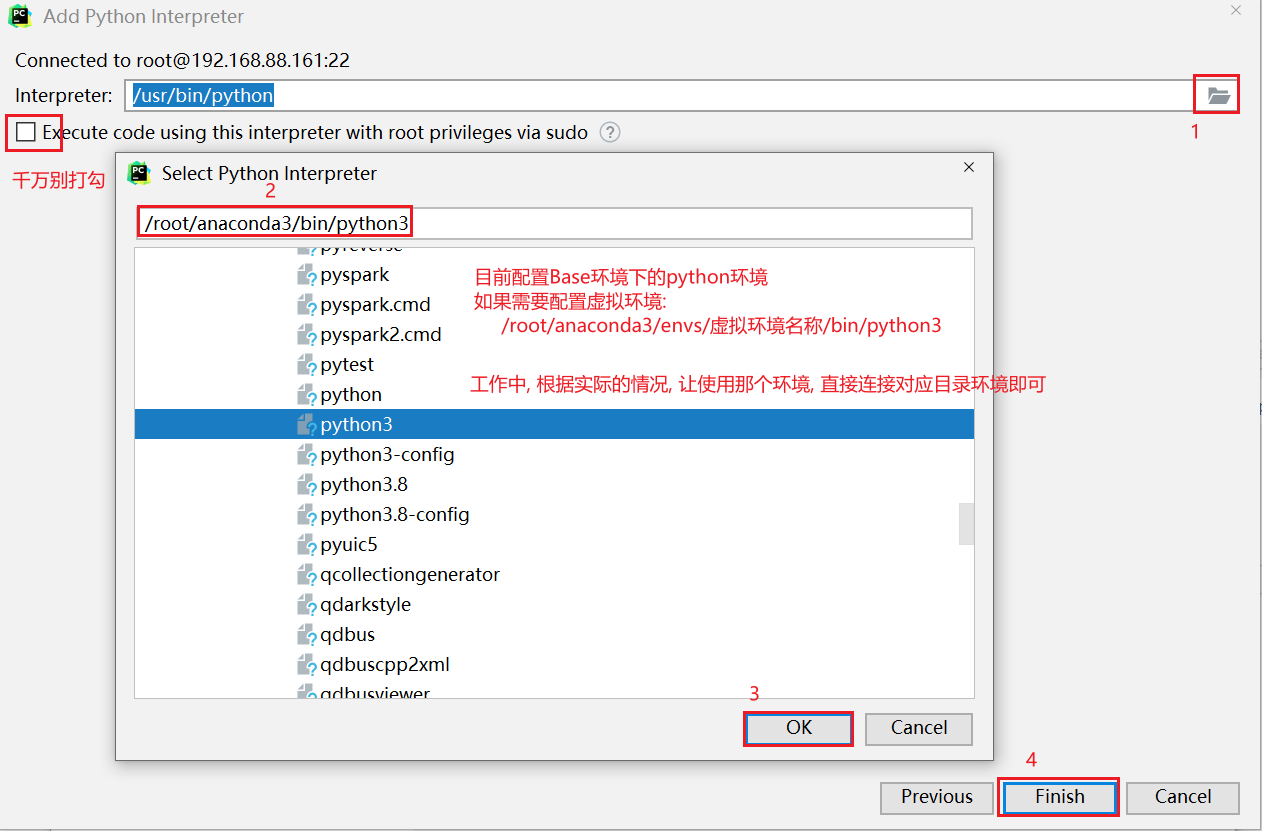 Add Python Interpreter
Connected to root@192.168.88.161:22
Interpreter: /usr/bin/python
1
Execute code using this interpreter with root privileges via sudo ?
千万别打勾
Select Python Interpreter
2
/root/anaconda3/bin/python3
pyreverse
pyspark
目前配置Base环境下的python环境
pyspark.cmd
如果需要配置虚拟环境:
pyspark2.cmd
/root/anaconda3/envs/虚拟环境名称/bin/python3
pytest
python
工作中, 根据实际的情况, 让使用那个环境, 直接连接对应目录环境即可
python3
python3-config
python3.8
python3.8-config
pyuic5
qcollectiongenerator
qdarkstyle
qdbus
qdbuscpp2xml
qdbusviewer
3
OK Cancel
4
Previous Finish Cancel